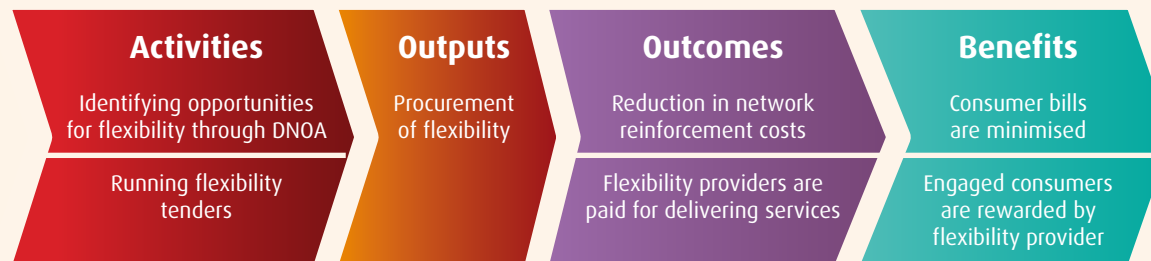 Activities
Identifying opportunities
for flexibility through DNOA
Running flexibility
tenders
Outputs
Procurement
of flexibility
Outcomes
Reduction in network
reinforcement costs
Flexibility providers are
paid for delivering services
Benefits
Consumer bills
are minimised
Engaged consumers
are rewarded by
flexibility provider